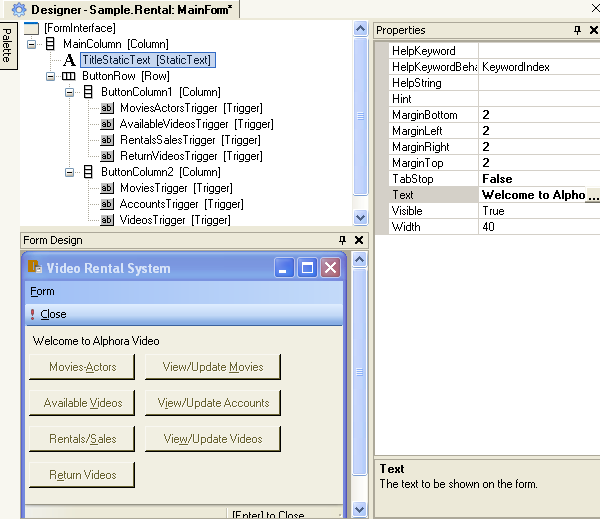 Designer - Sample.Rental: MainForm*
Palette
[FormInterface]
MainColumn [Column]
TitleStaticText [StaticText]
ButtonRow [Row]
ButtonColumn1 [Column]
MoviesActorsTrigger [Trigger]
AvailableVideosTrigger [Trigger]
RentalsSalesTrigger [Trigger]
ReturnVideosTrigger [Trigger]
ButtonColumn2 [Column]
MoviesTrigger [Trigger]
AccountsTrigger [Trigger]
VideosTrigger [Trigger]
Form Design
Video Rental System
Form
Close
Welcome to Alphora Video
Movies-Actors View/Update Movies
Available Videos View/Update Accounts
Rentals/Sales View/Update Videos
Return Videos
[Enter] to Close
Properties
HelpKeyword
HelpKeywordBeha KeywordIndex
HelpString
Hint
MarginBottom 2
MarginLeft 2
MarginRight 2
MarginTop 2
TabStop False
Text Welcome to Alpho ...
Visible True
Width 40
Text
The text to be shown on the form.